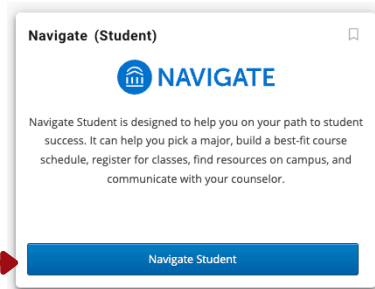 Navigate (Student)
NAVIGATE
Navigate Student is designed to help you on your path to student
success. It can help you pick a major, build a best-fit course
schedule, register for classes, find resources on campus, and
communicate with your counselor.
Navigate Student